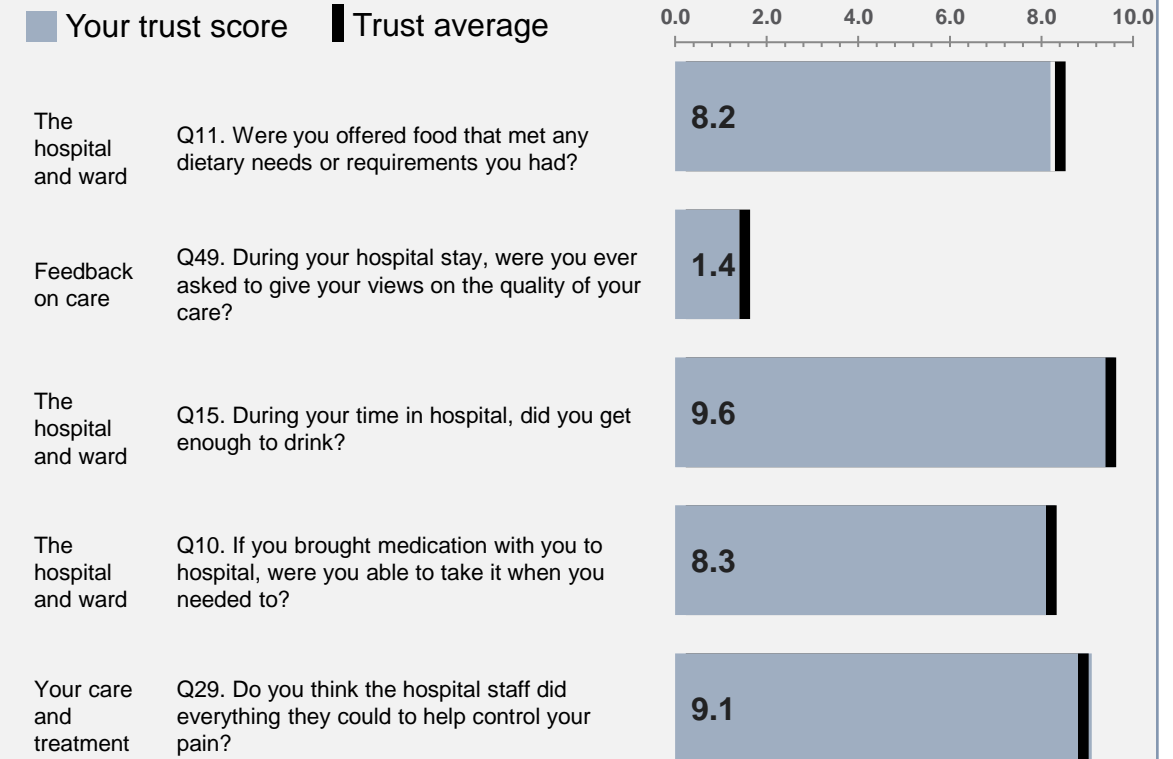 Your trust score
Trust average
0.0 2.0 4.0 6.0 8.0 10.0
The
hospital
and ward
Q11. Were you offered food that met any
dietary needs or requirements you had?
8.2
Feedback
on care
Q49. During your hospital stay, were you ever
asked to give your views on the quality of your
care?
1.4
The
hospital
and ward
Q15. During your time in hospital, did you get
enough to drink?
9.6
The
hospital
and ward
Q10. If you brought medication with you to
hospital, were you able to take it when you
needed to?
8.3
Your care
and
treatment
Q29. Do you think the hospital staff did
everything they could to help control your
pain?
9.1